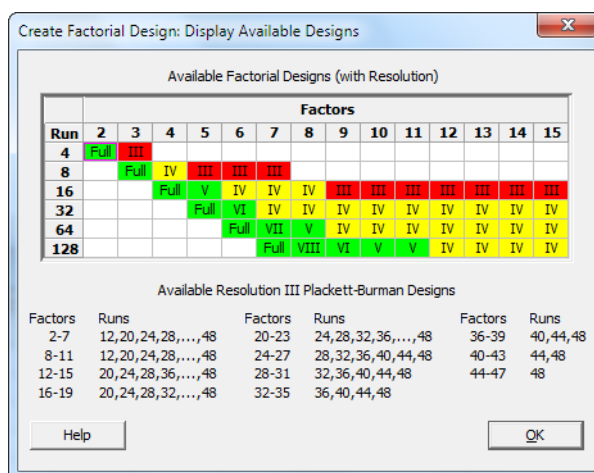 Create Factorial Design: Display Available Designs
Available Factorial Designs (with Resolution)
Factors
Run 2 3 4 5 6 7 8 9 10 11 12 13 14 15
4 Full III
8 Full IV III III III
16 Full V IV IV IV III III III III III III III
32 Full VI IV IV IV IV IV IV IV IV IV
64 Full VII V IV IV IV IV IV IV IV
128 Full VIII VI V V IV IV IV IV
Available Resolution III Plackett-Burman Designs
Factors Runs Factors Runs Factors Runs
2-7 12,20,24,28,...,48 20-23 24,28,32,36,...,48 36-39 40,44,48
8-11 12,20,24,28,...,48 24-27 28,32,36,40,44,48 40-43 44,48
12-15 20,24,28,36,...,48 28-31 32,36,40,44,48 44-47 48
16-19 20,24,28,32,...,48 32-35 36,40,44,48
Help OK